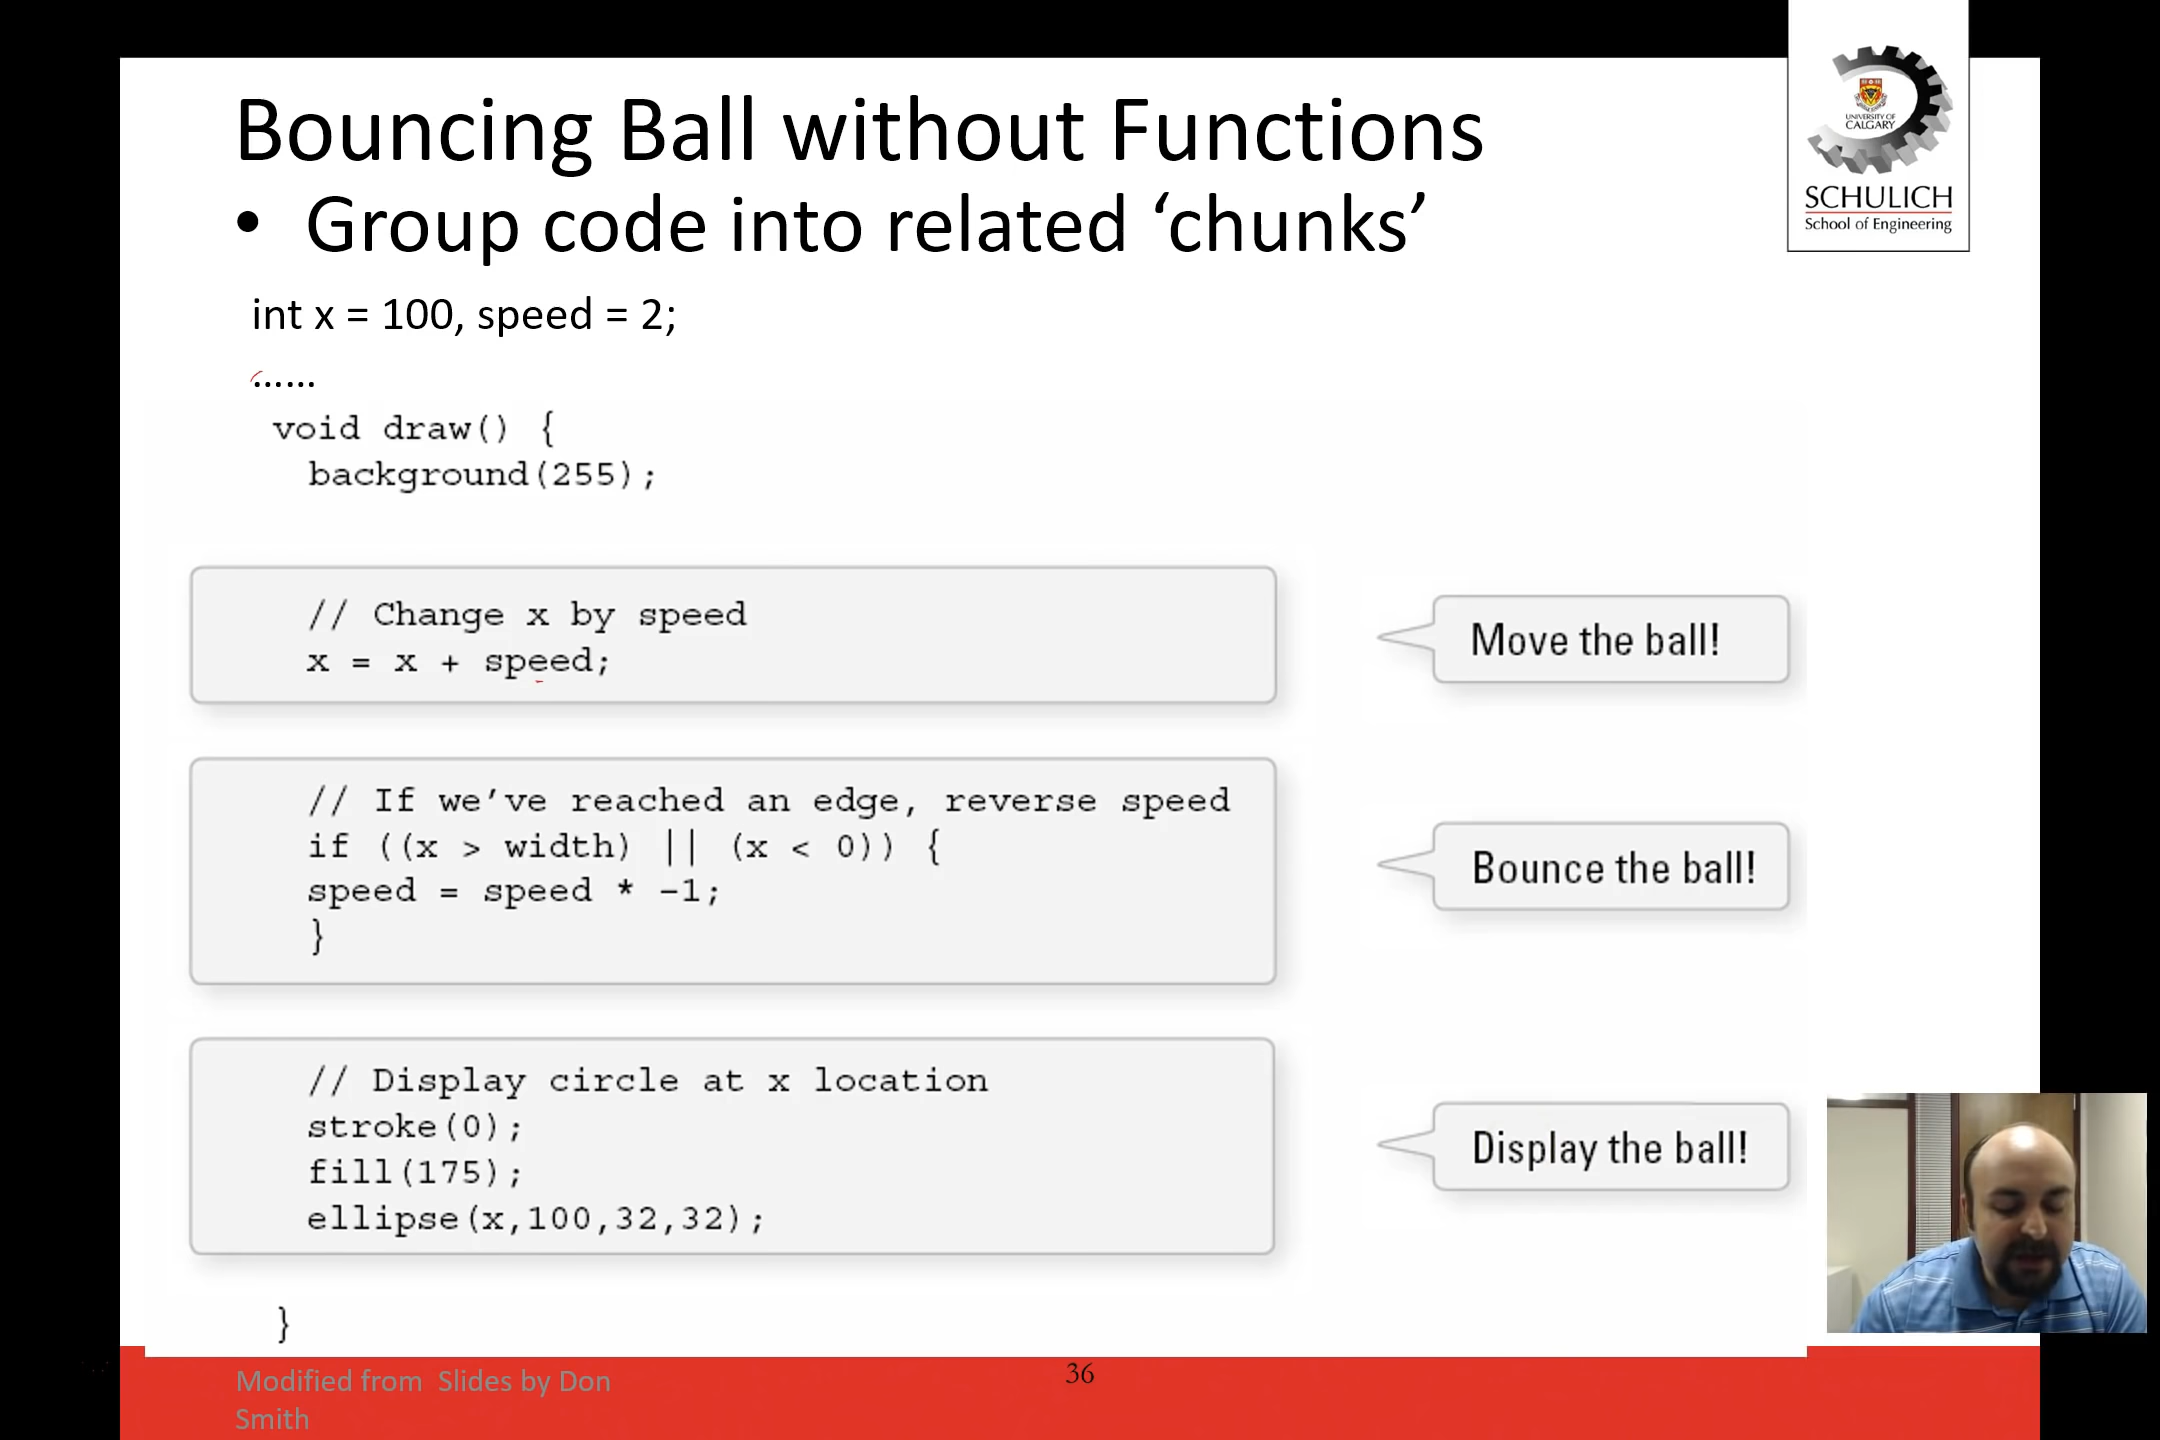 Bouncing Ball without Functions
• Group code into related ‘chunks’
UNIVERSITY OF
CALGARY
SCHULICH
School of Engineering
int x = 100, speed = 2;
......
void draw() {
background(255);
// Change x by speed
x = x + speed;
Move the ball!
// If we’ve reached an edge, reverse speed
if ((x > width) || (x < 0)) {
speed = speed * -1;
}
Bounce the ball!
// Display circle at x location
stroke(0);
fill(175);
ellipse(x,100,32,32);
Display the ball!
}
Modified from Slides by Don
Smith
36